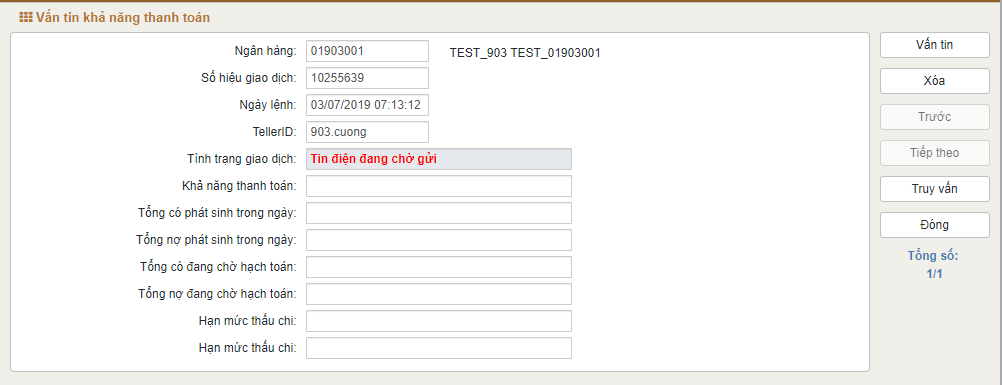 Vấn tin khả năng thanh toán
Ngân hàng: 01903001 TEST_903 TEST_01903001
Số hiệu giao dịch: 10255639
Ngày lệnh: 03/07/2019 07:13:12
TellerID: 903.cuong
Tình trạng giao dịch: Tin điện đang chờ gửi
Khả năng thanh toán:
Tổng có phát sinh trong ngày:
Tổng nợ phát sinh trong ngày:
Tổng có đang chờ hạch toán:
Tổng nợ đang chờ hạch toán:
Hạn mức thấu chi:
Hạn mức thấu chi:
Vấn tin
Xóa
Trước
Tiếp theo
Truy vấn
Đóng
Tổng số:
1/1